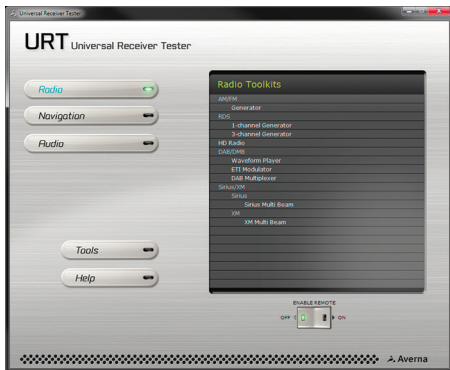 Universal Receiver Tester
URT Universal Receiver Tester
Radio
Navigation
Audio
Tools
Help
Radio Toolkits
AM/FM
Generator
RDS
1-channel Generator
3-channel Generator
HD Radio
DAB/DMB
Waveform Player
ETI Modulator
DAB Multiplexer
Sirius/XM
Sirius
Sirius Multi Beam
XM
XM Multi Beam
ENABLE REMOTE
OFF ON
Averna